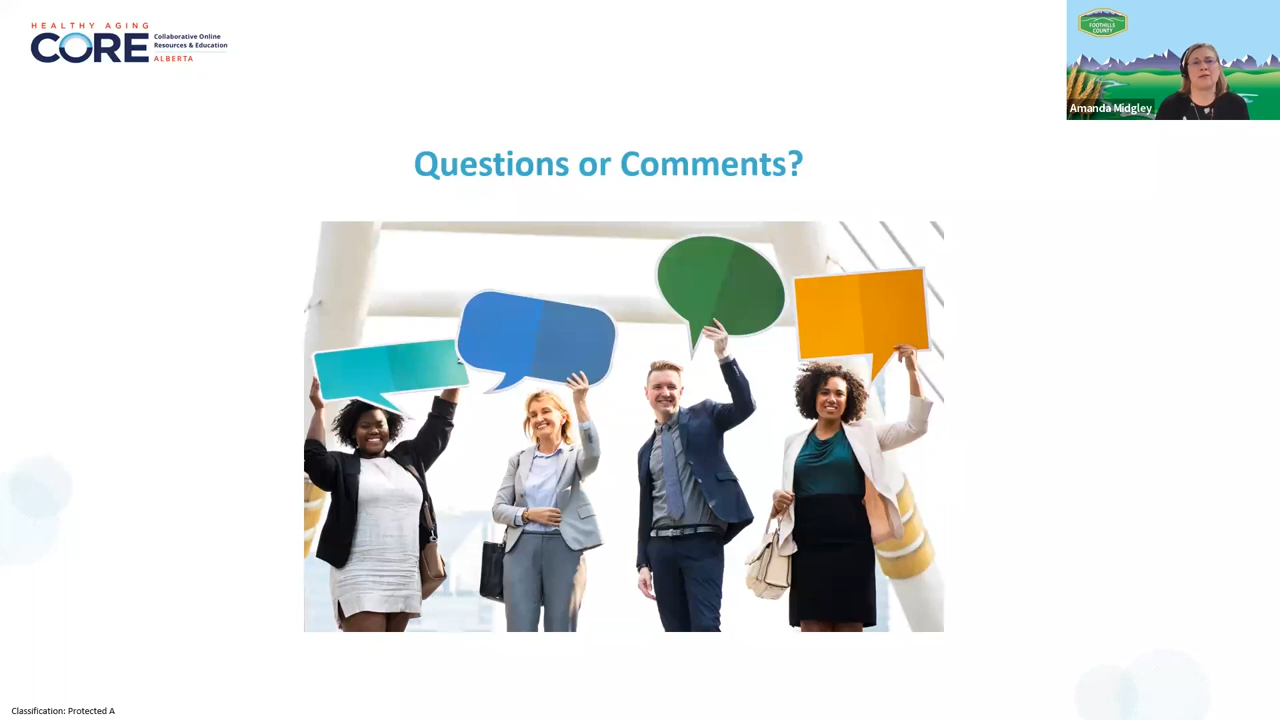 HEALTHY AGING
CORE
Collaborative Online
Resources & Education
ALBERTA
FOOTHILLS
COUNTY
Amanda Midgley
Questions or Comments?
Classification: Protected A